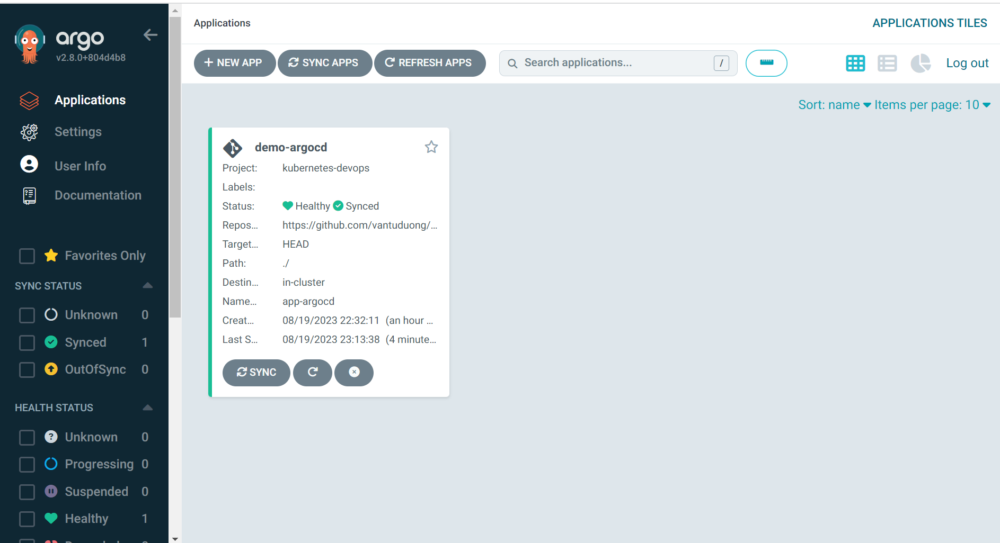 argo
v2.8.0+804d4b8
Applications
Settings
User Info
Documentation
Favorites Only
SYNC STATUS
Unknown 0
Synced 1
OutOfSync 0
HEALTH STATUS
Unknown 0
Progressing 0
Suspended 0
Healthy 1
Applications
APPLICATIONS TILES
NEW APP
SYNC APPS
REFRESH APPS
Search applications... /
Log out
Sort: name Items per page: 10
demo-argocd
Project: kubernetes-devops
Labels:
Status: Healthy Synced
Repos... https://github.com/vantuduong/...
Target... HEAD
Path: ./
Destin... in-cluster
Name... app-argocd
Creat... 08/19/2023 22:32:11 (an hour ...
Last S... 08/19/2023 23:13:38 (4 minute...
SYNC